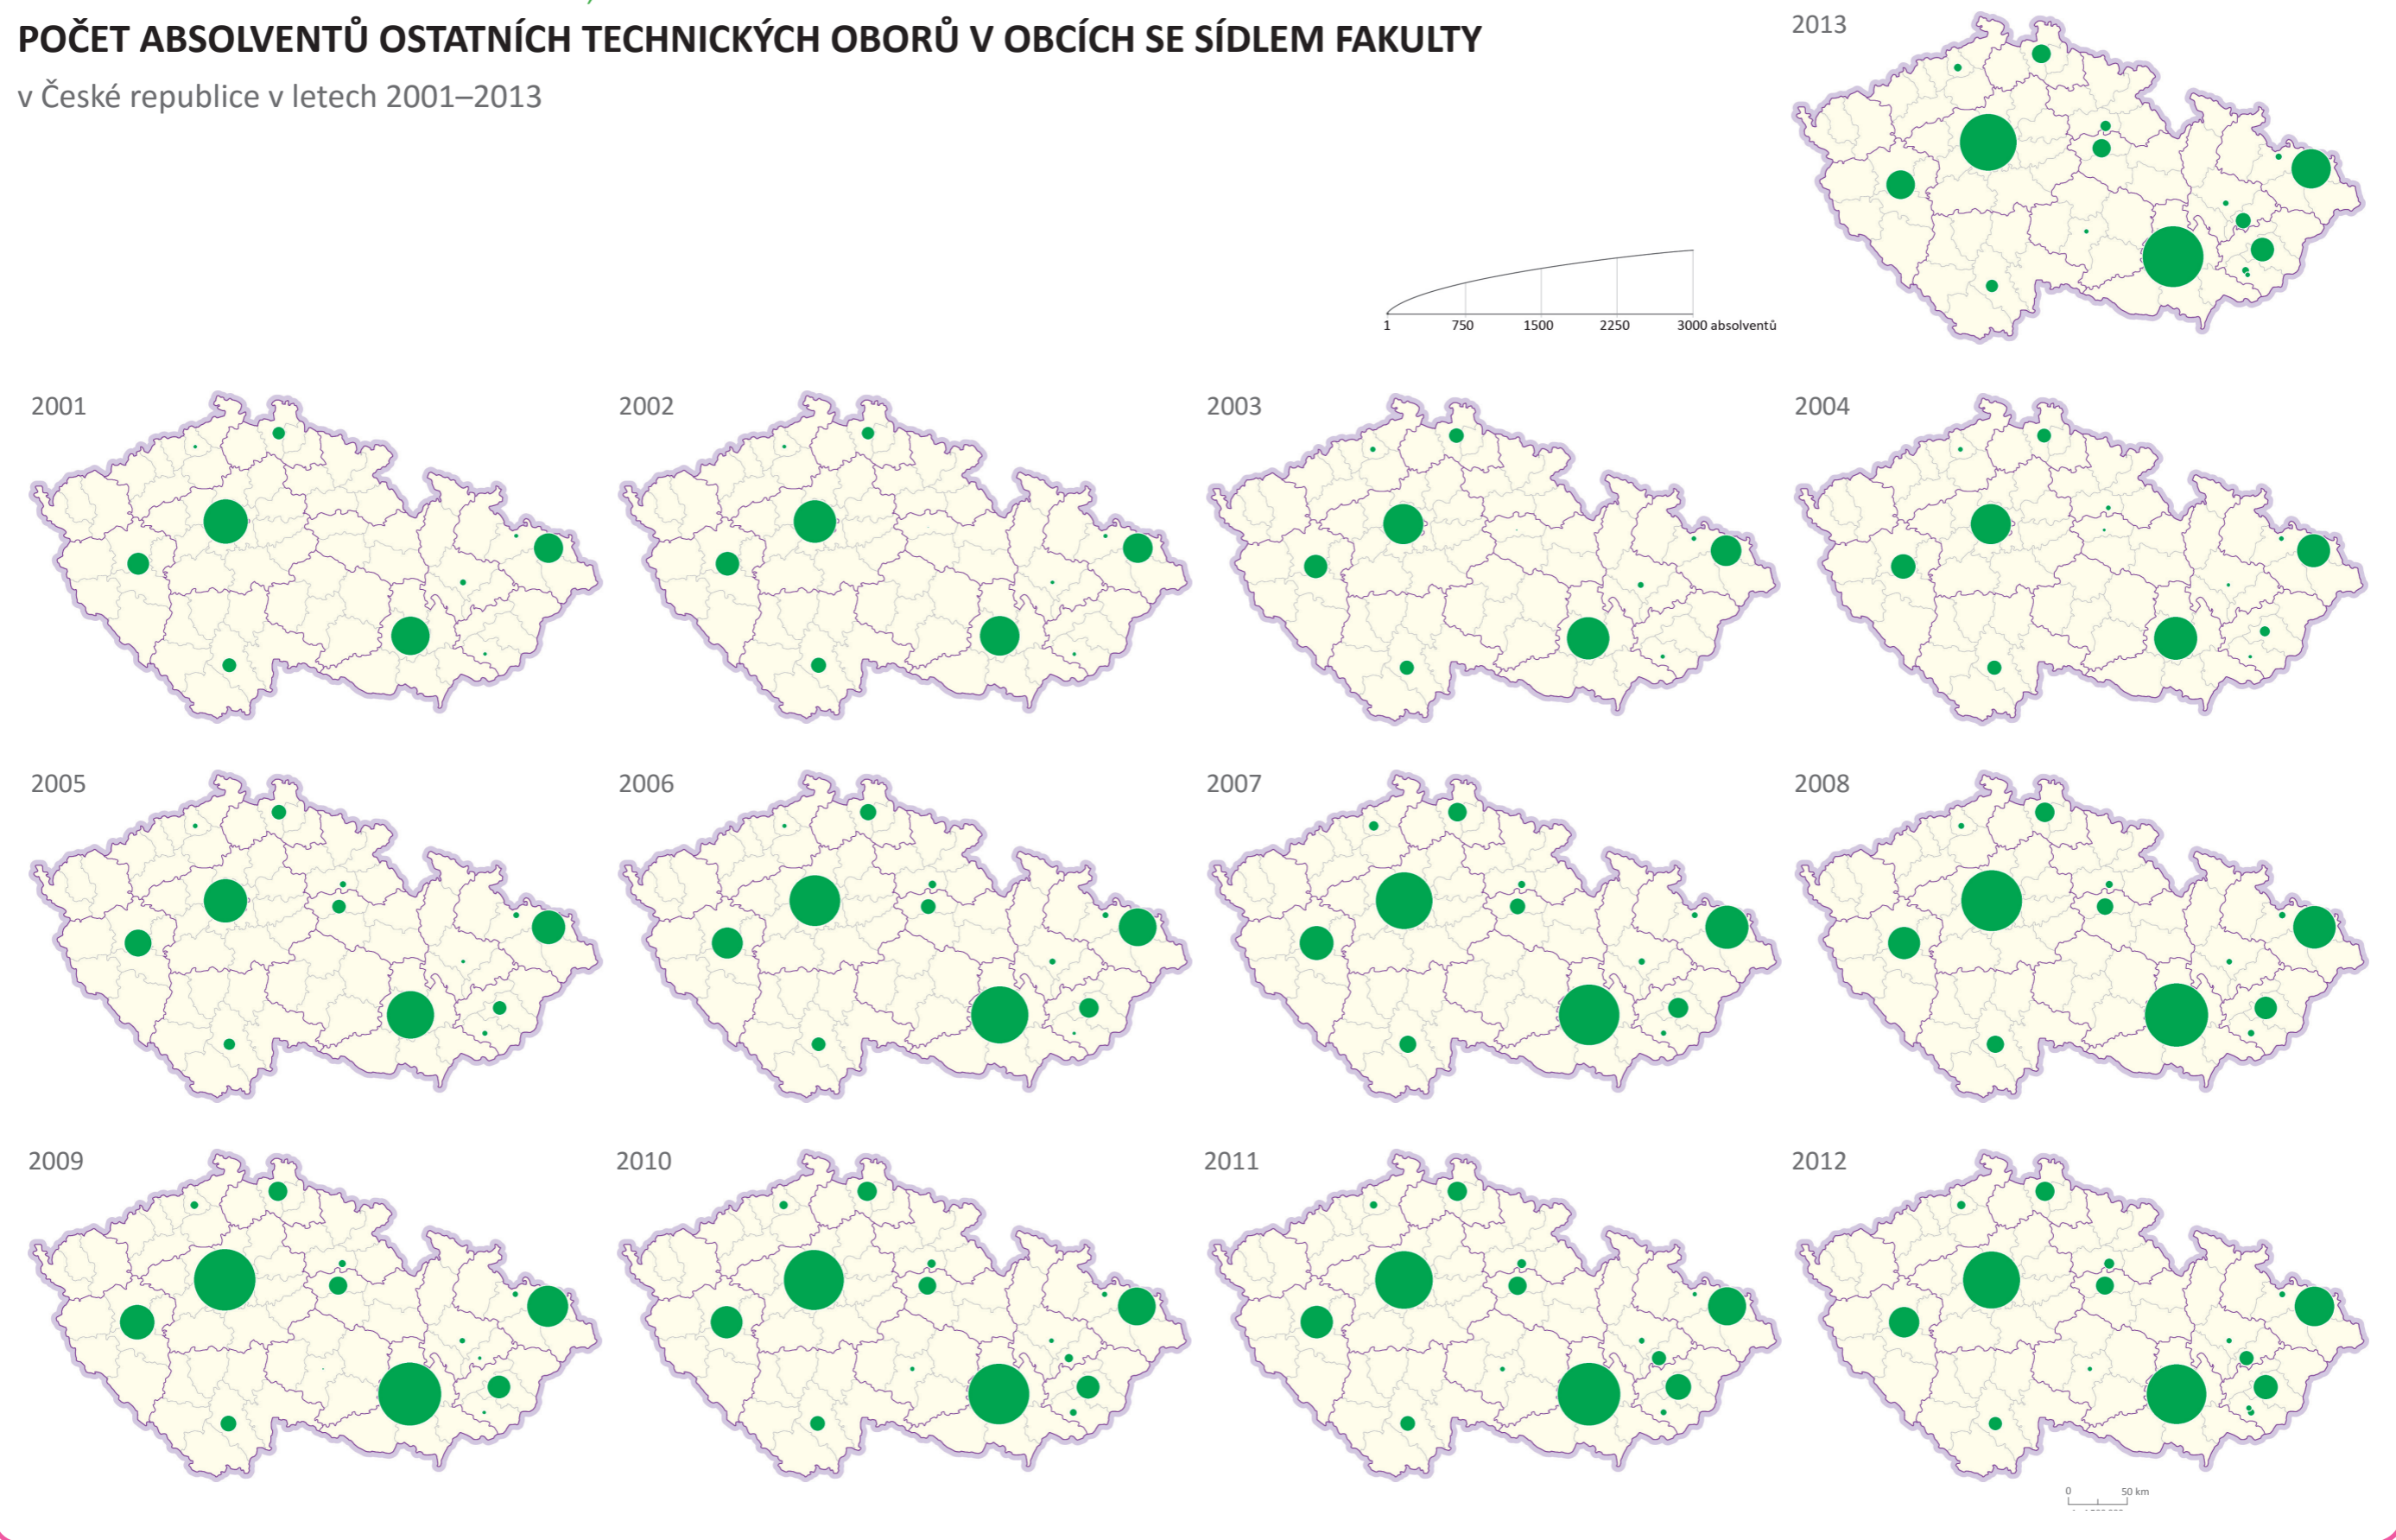 POČET ABSOLVENTŮ OSTATNÍCH TECHNICKÝCH OBORŮ V OBCÍCH SE SÍDLEM FAKULTY
v České republice v letech 2001–2013
2013
1 750 1500 2250 3000 absolventů
2001 2002 2003 2004
2005 2006 2007 2008
2009 2010 2011 2012
0 50 km